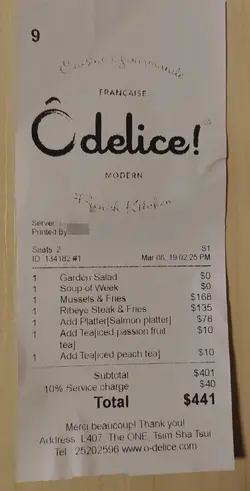 9
Cuisine Gourmande
FRANCAISE
Ô delice!
MODERN
French Kitchen
Server:
Printed By
Seats 2 S1
ID 134182 #1 Mar 06, 19 02:25 PM
1 Garden Salad $0
1 Soup of Week $0
1 Mussels & Fries $168
1 Ribeye Steak & Fries $135
1 Add Platter[Salmon platter] $78
1 Add Tea[iced passion fruit $10
tea]
1 Add Tea[iced peach tea] $10
Subtotal $401
10% Service charge $40
Total $441
Merci beaucoup! Thank you!
Address L407, The ONE, Tsim Sha Tsui
Tel 25202596 www.o-delice.com